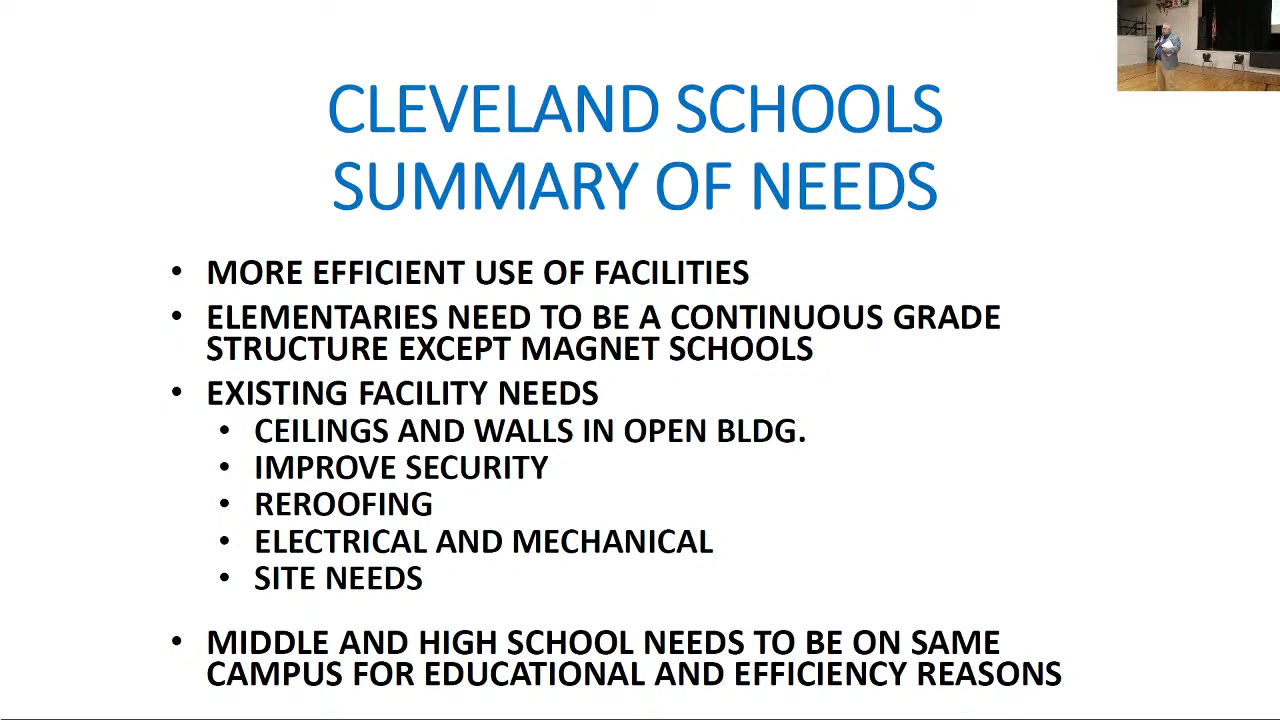 CLEVELAND SCHOOLS
SUMMARY OF NEEDS
• MORE EFFICIENT USE OF FACILITIES
• ELEMENTARIES NEED TO BE A CONTINUOUS GRADE
STRUCTURE EXCEPT MAGNET SCHOOLS
• EXISTING FACILITY NEEDS
• CEILINGS AND WALLS IN OPEN BLDG.
• IMPROVE SECURITY
• REROOFING
• ELECTRICAL AND MECHANICAL
• SITE NEEDS
• MIDDLE AND HIGH SCHOOL NEEDS TO BE ON SAME
CAMPUS FOR EDUCATIONAL AND EFFICIENCY REASONS